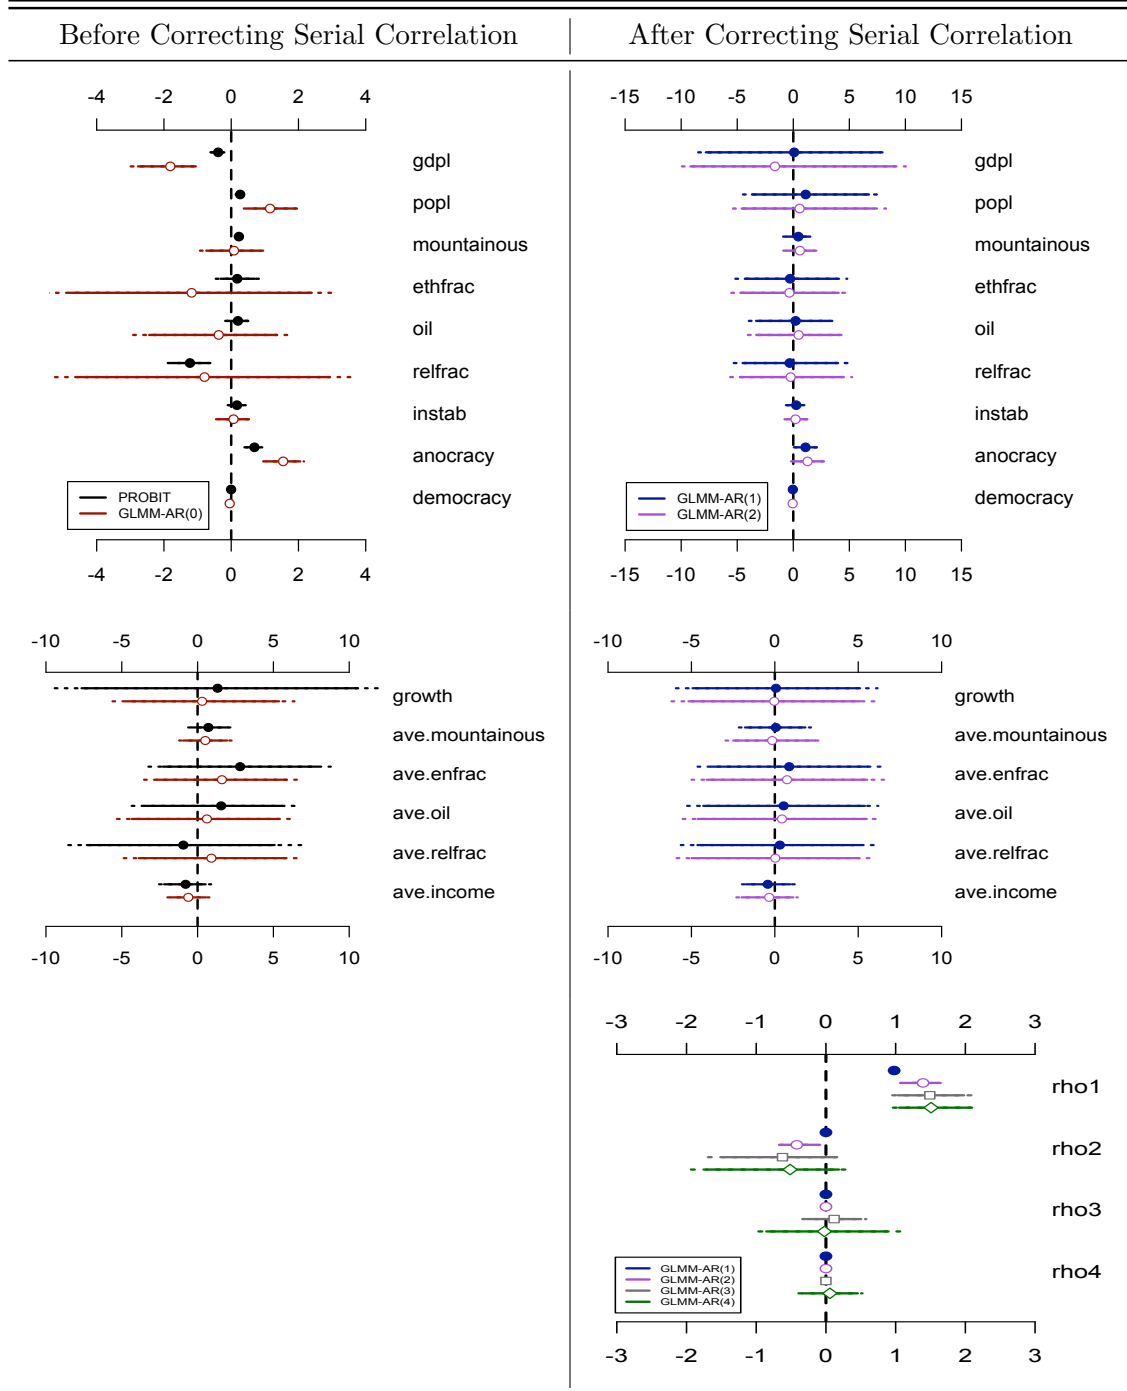 Before Correcting Serial Correlation
After Correcting Serial Correlation
-4 -2 0 2 4
gdpl
popl
mountainous
ethfrac
oil
relfrac
instab
anocracy
democracy
PROBIT
GLMM-AR(0)
-4 -2 0 2 4
-15 -10 -5 0 5 10 15
gdpl
popl
mountainous
ethfrac
oil
relfrac
instab
anocracy
democracy
GLMM-AR(1)
GLMM-AR(2)
-15 -10 -5 0 5 10 15
-10 -5 0 5 10
growth
ave.mountainous
ave.enfrac
ave.oil
ave.relfrac
ave.income
-10 -5 0 5 10
-10 -5 0 5 10
growth
ave.mountainous
ave.enfrac
ave.oil
ave.relfrac
ave.income
-10 -5 0 5 10
-3 -2 -1 0 1 2 3
rho1
rho2
rho3
rho4
GLMM-AR(1)
GLMM-AR(2)
GLMM-AR(3)
GLMM-AR(4)
-3 -2 -1 0 1 2 3